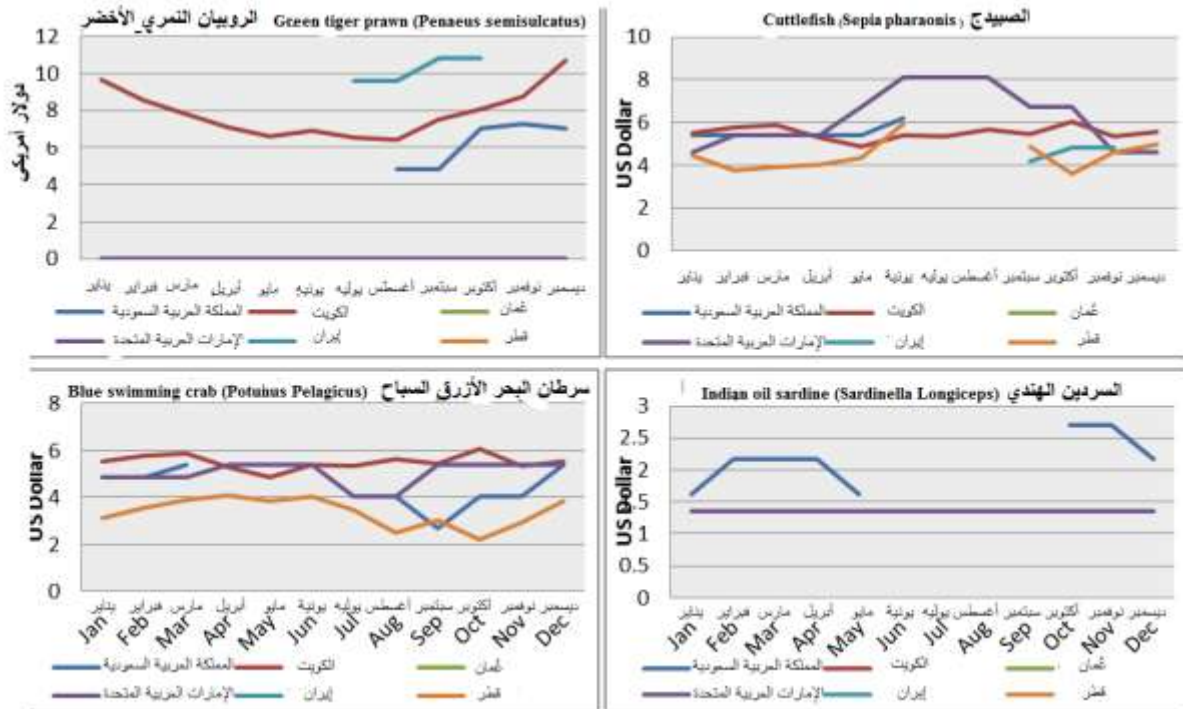 الروبيان النمري الأخضر Green tiger prawn (Penaeus semisulcatus)
دولار أمريكي
12
10
8
6
4
2
0
يناير فبراير مارس أبريل مايو يونيه يوليه أغسطس سبتمبر أكتوبر نوفمبر ديسمبر
المملكة العربية السعودية الكويت عُمان
الإمارات العربية المتحدة إيران قطر
Cuttlefish (Sepia pharaonis) الصبيدج
US Dollar
10
8
6
4
2
0
يناير فبراير مارس أبريل مايو يونية يوليه أغسطس سبتمبر أكتوبر نوفمبر ديسمبر
المملكة العربية السعودية الكويت عُمان
الإمارات العربية المتحدة إيران قطر
Blue swimming crab (Potuinus Pelagicus) سرطان البحر الأزرق السباح
US Dollar
8
6
4
2
0
يناير فبراير مارس أبريل مايو يونية يوليه أغسطس سبتمبر أكتوبر نوفمبر ديسمبر
Jan Feb Mar Apr May Jun Jul Aug Sep Oct Nov Dec
المملكة العربية السعودية الكويت عُمان
الإمارات العربية المتحدة إيران قطر
Indian oil sardine (Sardinella Longiceps) السردين الهندي
US Dollar
3
2.5
2
1.5
1
0.5
0
يناير فبراير مارس أبريل مايو يونية يوليه أغسطس سبتمبر أكتوبر نوفمبر ديسمبر
Jan Feb Mar Apr May Jun Jul Aug Sep Oct Nov Dec
المملكة العربية السعودية الكويت عُمان
الإمارات العربية المتحدة إيران قطر